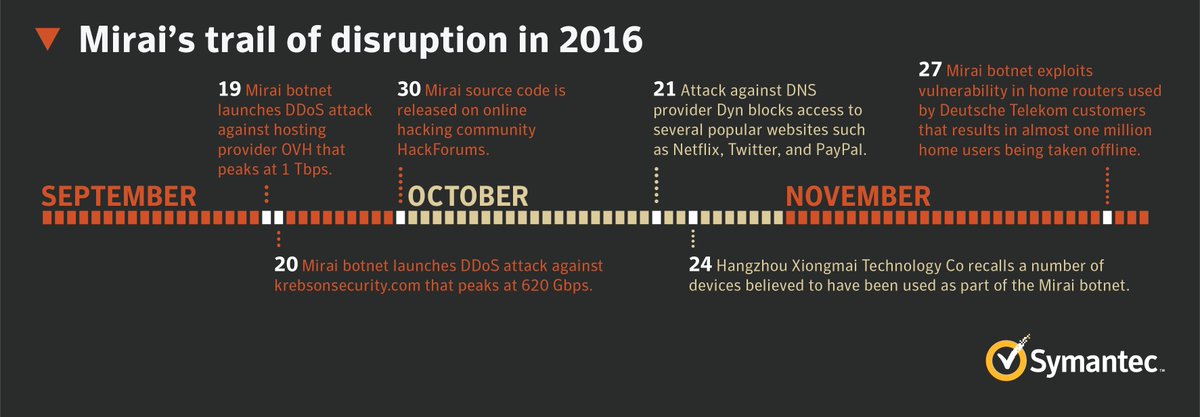 Mirai's trail of disruption in 2016
19 Mirai botnet
launches DDoS attack
against hosting
provider OVH that
peaks at 1 Tbps.
30 Mirai source code is
released on online
hacking community
HackForums.
21 Attack against DNS
provider Dyn blocks access to
several popular websites such
as Netflix, Twitter, and PayPal.
27 Mirai botnet exploits
vulnerability in home routers used
by Deutsche Telekom customers
that results in almost one million
home users being taken offline.
SEPTEMBER
OCTOBER
NOVEMBER
20 Mirai botnet launches DDoS attack against
krebsonsecurity.com that peaks at 620 Gbps.
24 Hangzhou Xiongmai Technology Co recalls a number of
devices believed to have been used as part of the Mirai botnet.
Symantec™